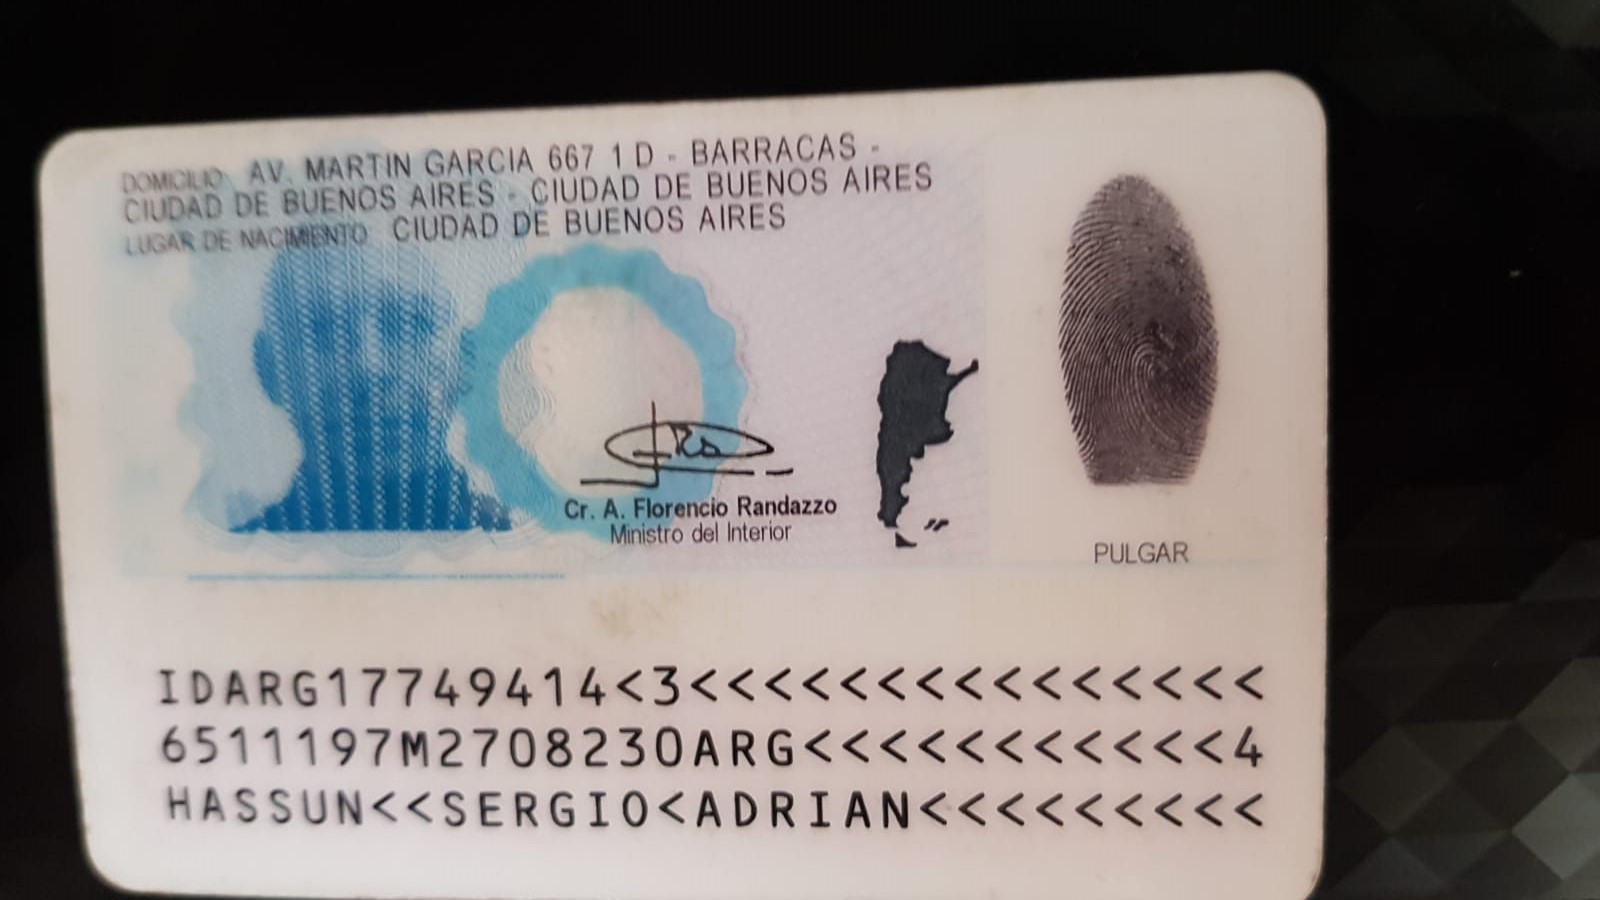 DOMICILIO AV. MARTIN GARCIA 667 1 D - BARRACAS -
CIUDAD DE BUENOS AIRES - CIUDAD DE BUENOS AIRES
LUGAR DE NACIMIENTO CIUDAD DE BUENOS AIRES
Cr. A. Florencio Randazzo
Ministro del Interior
PULGAR
IDARG17749414<3<<<<<<<<<<<<<<<
6511197M2708230ARG<<<<<<<<<<<4
HASSUN<<SERGIO<ADRIAN<<<<<<<<<